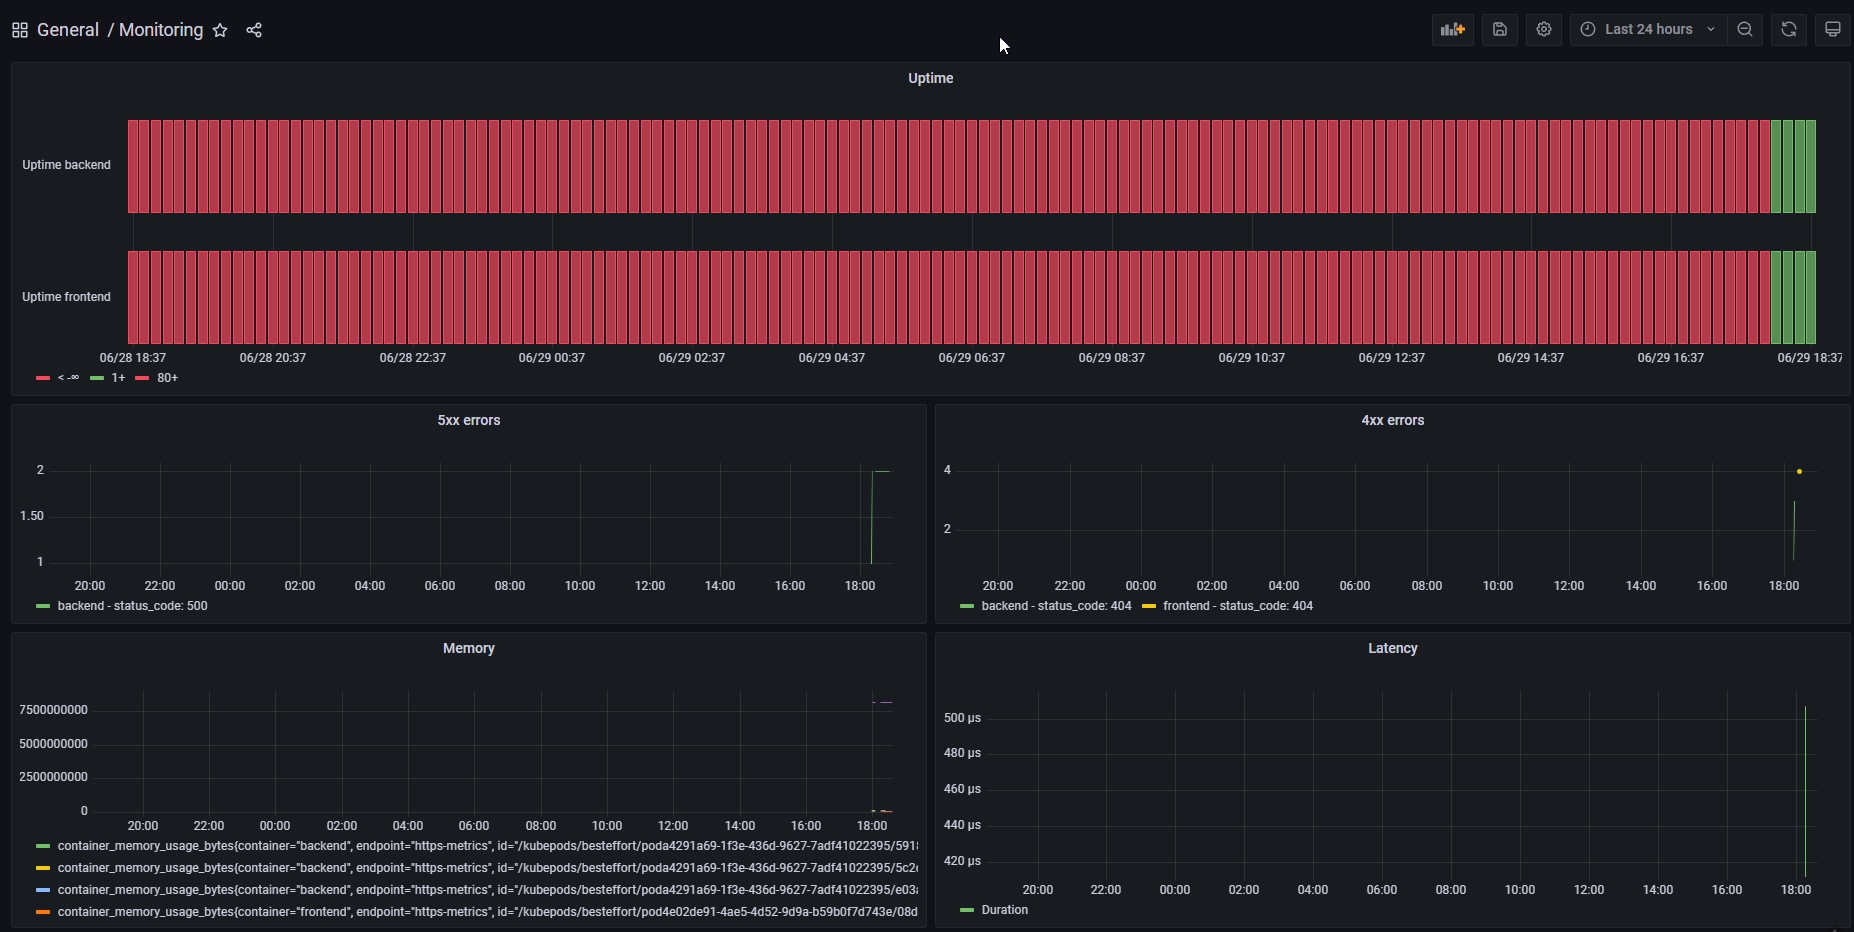 General / Monitoring
Last 24 hours
Uptime
Uptime backend
Uptime frontend
06/28 18:37 06/28 20:37 06/28 22:37 06/29 00:37 06/29 02:37 06/29 04:37 06/29 06:37 06/29 08:37 06/29 10:37 06/29 12:37 06/29 14:37 06/29 16:37 06/29 18:37
< -∞ 1+ 80+
5xx errors
2
1.50
1
20:00 22:00 00:00 02:00 04:00 06:00 08:00 10:00 12:00 14:00 16:00 18:00
backend - status_code: 500
4xx errors
4
2
20:00 22:00 00:00 02:00 04:00 06:00 08:00 10:00 12:00 14:00 16:00 18:00
backend - status_code: 404 frontend - status_code: 404
Memory
7500000000
5000000000
2500000000
0
20:00 22:00 00:00 02:00 04:00 06:00 08:00 10:00 12:00 14:00 16:00 18:00
container_memory_usage_bytes{container="backend", endpoint="https-metrics", id="/kubepods/besteffort/poda4291a69-1f3e-436d-9627-7adf41022395/591
container_memory_usage_bytes{container="backend", endpoint="https-metrics", id="/kubepods/besteffort/poda4291a69-1f3e-436d-9627-7adf41022395/5c2
container_memory_usage_bytes{container="backend", endpoint="https-metrics", id="/kubepods/besteffort/poda4291a69-1f3e-436d-9627-7adf41022395/e03
container_memory_usage_bytes{container="frontend", endpoint="https-metrics", id="/kubepods/besteffort/pod4e02de91-4ae5-4d52-9d9a-b59b0f7d743e/08d
Latency
500 µs
480 µs
460 µs
440 µs
420 µs
20:00 22:00 00:00 02:00 04:00 06:00 08:00 10:00 12:00 14:00 16:00 18:00
Duration